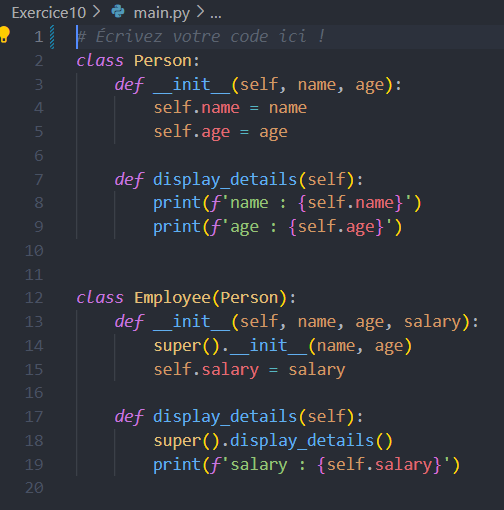 Exercice10 > main.py > ...
1 # Écrivez votre code ici !
2 class Person:
3     def __init__(self, name, age):
4         self.name = name
5         self.age = age
6
7     def display_details(self):
8         print(f'name : {self.name}')
9         print(f'age : {self.age}')
10
11
12 class Employee(Person):
13     def __init__(self, name, age, salary):
14         super().__init__(name, age)
15         self.salary = salary
16
17     def display_details(self):
18         super().display_details()
19         print(f'salary : {self.salary}')
20